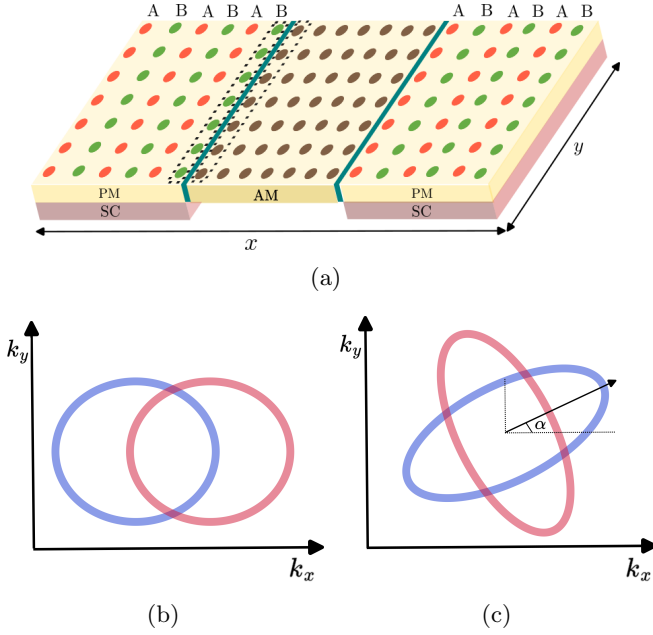 A B A B A B
A B A B A B
PM
AM
PM
SC
SC
x
y
(a)
k_y
k_x
(b)
k_y
α
k_x
(c)